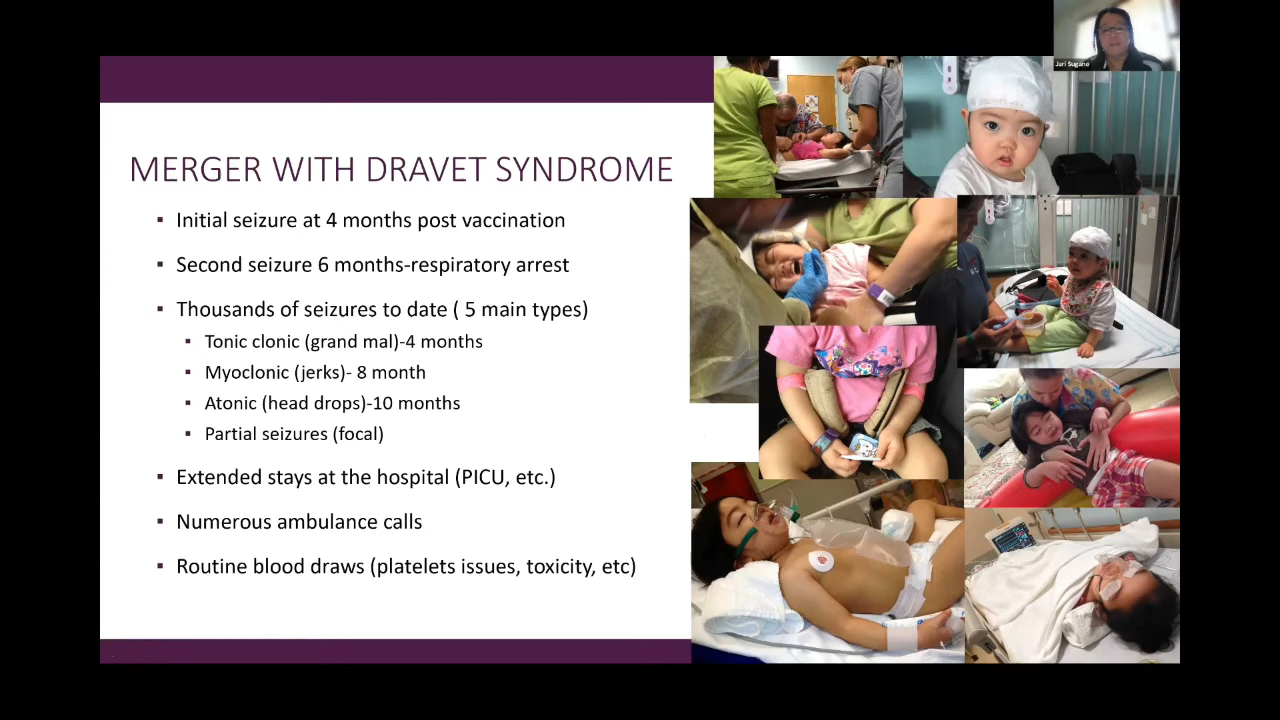 Jari Sugano
MERGER WITH DRAVET SYNDROME
▪ Initial seizure at 4 months post vaccination
▪ Second seizure 6 months-respiratory arrest
▪ Thousands of seizures to date ( 5 main types)
▪ Tonic clonic (grand mal)-4 months
▪ Myoclonic (jerks)- 8 month
▪ Atonic (head drops)-10 months
▪ Partial seizures (focal)
▪ Extended stays at the hospital (PICU, etc.)
▪ Numerous ambulance calls
▪ Routine blood draws (platelets issues, toxicity, etc)